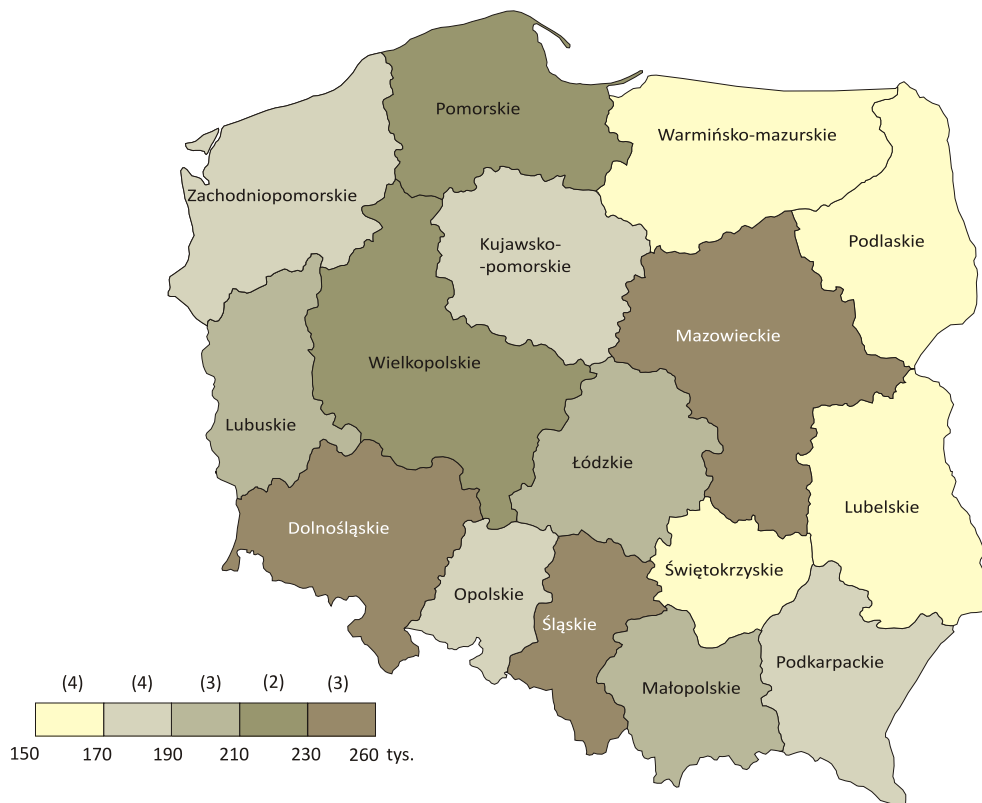 Pomorskie
Warmińsko-mazurskie
Zachodniopomorskie
Kujawsko-
-pomorskie
Podlaskie
Mazowieckie
Wielkopolskie
Lubuskie
Łódzkie
Lubelskie
Dolnośląskie
Świętokrzyskie
Opolskie
Śląskie
Podkarpackie
Małopolskie
(4) (4) (3) (2) (3)
150 170 190 210 230 260 tys.